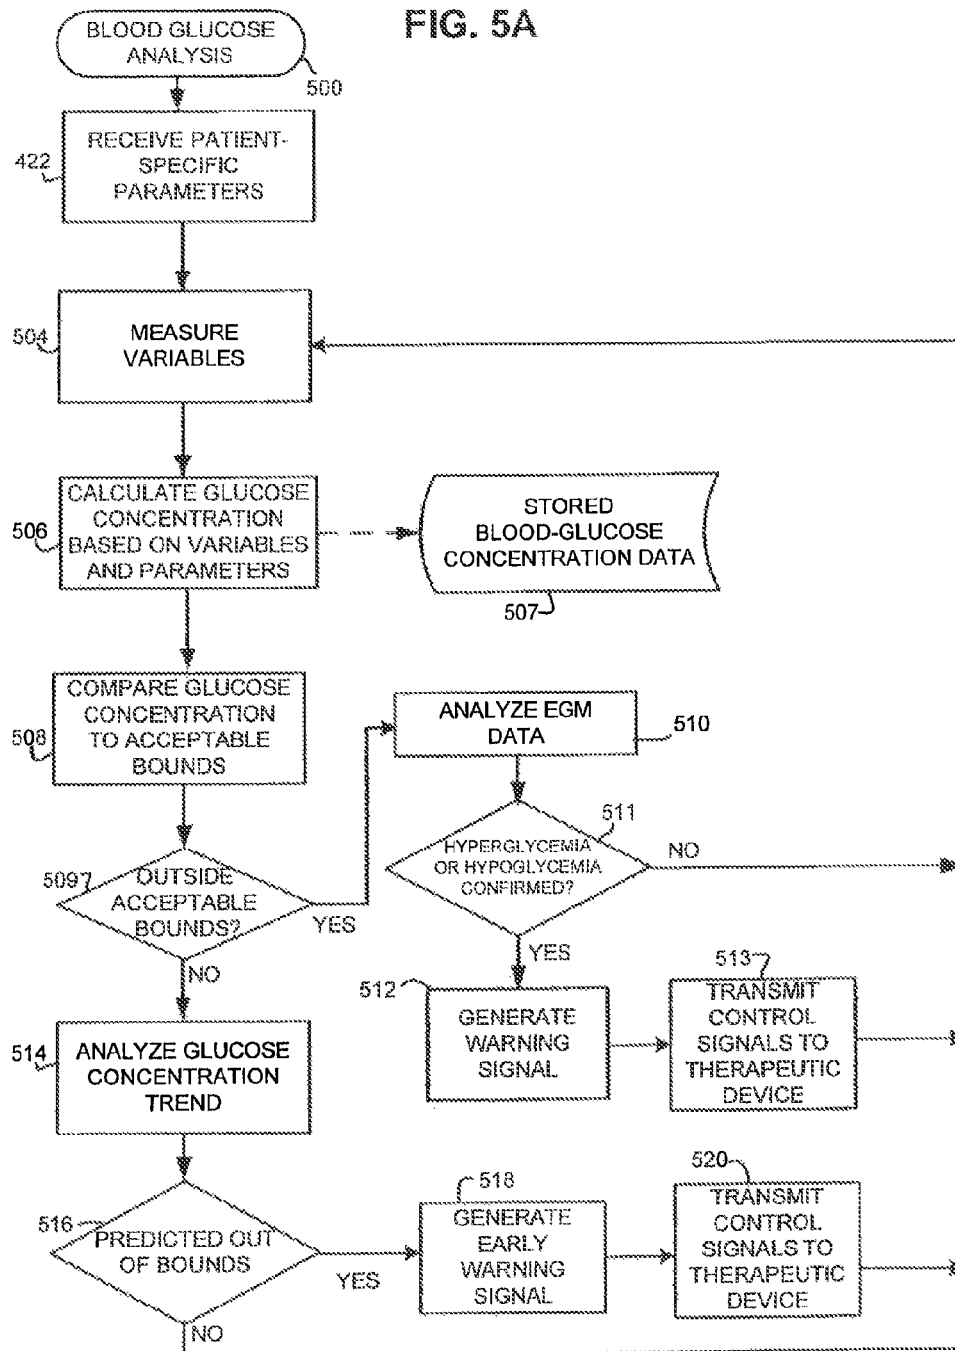 FIG. 5A
BLOOD GLUCOSE
ANALYSIS
500
RECEIVE PATIENT-
SPECIFIC
PARAMETERS
422
MEASURE
VARIABLES
504
CALCULATE GLUCOSE
CONCENTRATION
BASED ON VARIABLES
AND PARAMETERS
506
STORED
BLOOD-GLUCOSE
CONCENTRATION DATA
507
COMPARE GLUCOSE
CONCENTRATION
TO ACCEPTABLE
BOUNDS
508
ANALYZE EGM
DATA
510
511
HYPERGLYCEMIA
OR HYPOGLYCEMIA
CONFIRMED?
NO
YES
509
OUTSIDE
ACCEPTABLE
BOUNDS?
YES
NO
512
GENERATE
WARNING
SIGNAL
513
TRANSMIT
CONTROL
SIGNALS TO
THERAPEUTIC
DEVICE
514
ANALYZE GLUCOSE
CONCENTRATION
TREND
516
PREDICTED OUT
OF BOUNDS
YES
NO
518
GENERATE
EARLY
WARNING
SIGNAL
520
TRANSMIT
CONTROL
SIGNALS TO
THERAPEUTIC
DEVICE